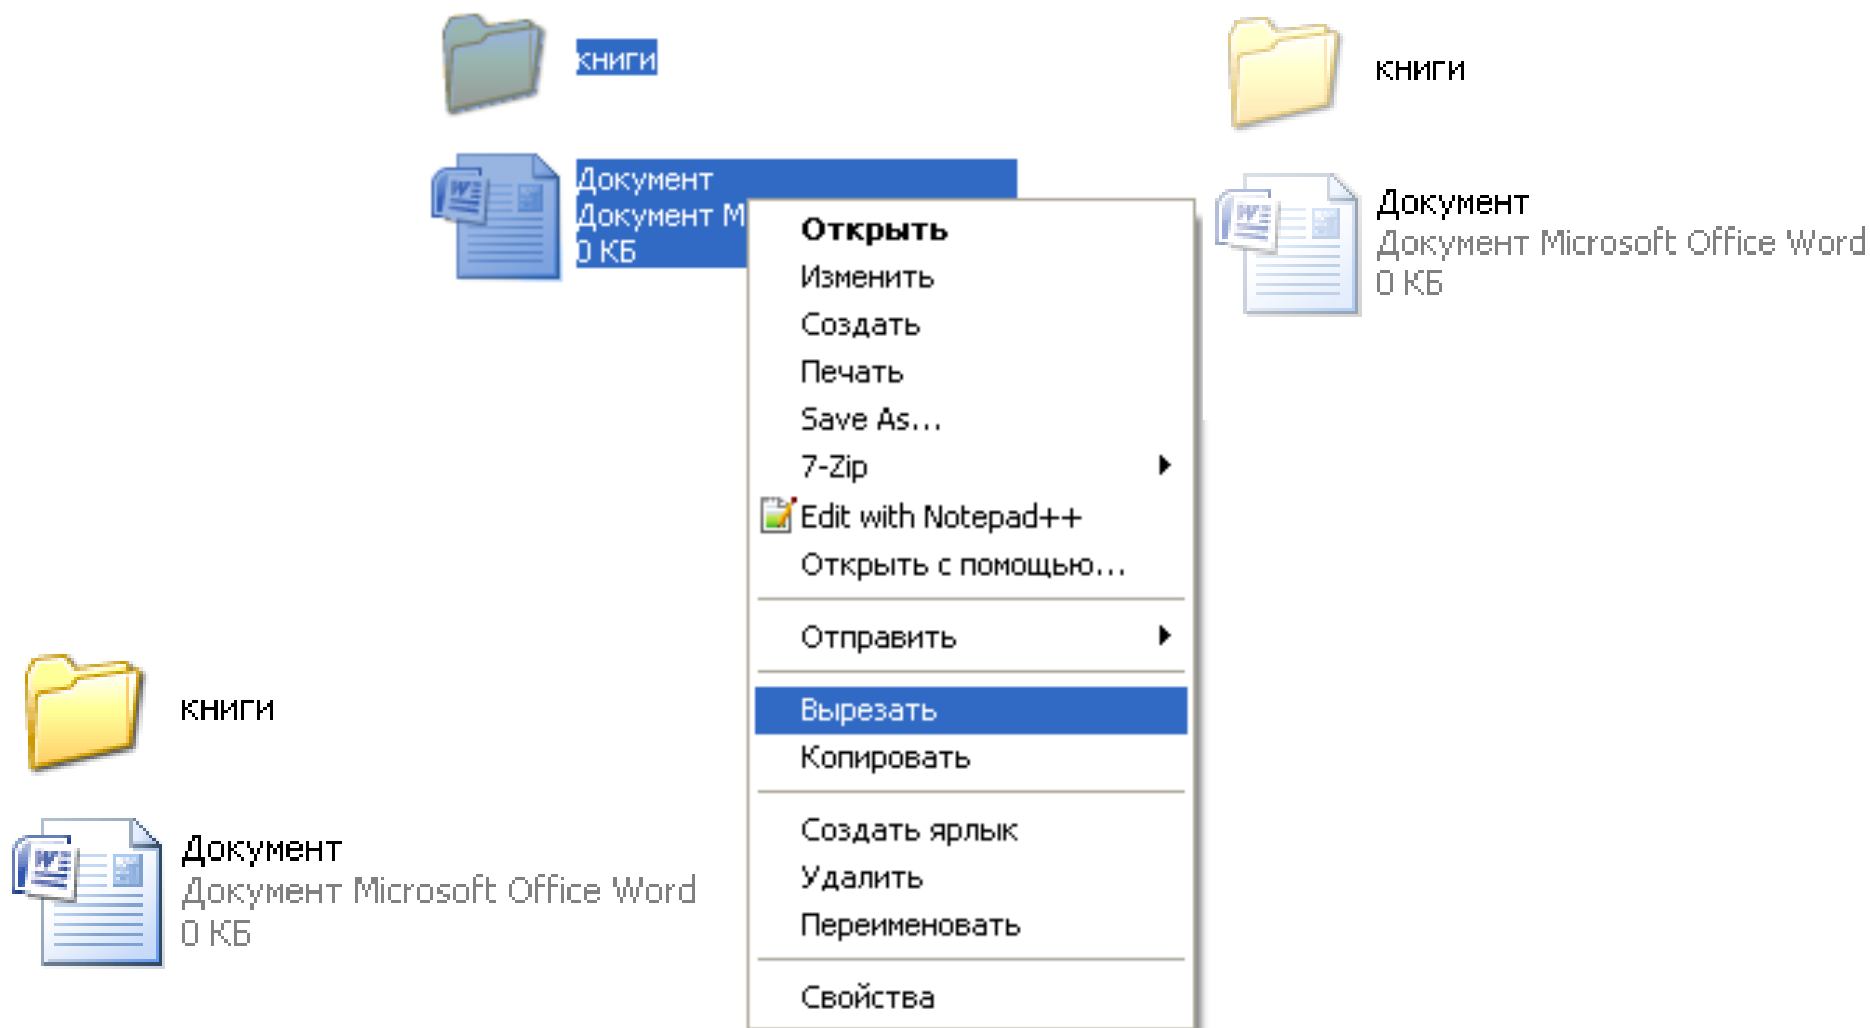 книги
Документ
Документ М
0 КБ
Открыть
Изменить
Создать
Печать
Save As...
7-Zip
Edit with Notepad++
Открыть с помощью...
Отправить
Вырезать
Копировать
Создать ярлык
Удалить
Переименовать
Свойства
книги
Документ
Документ Microsoft Office Word
0 КБ
книги
Документ
Документ Microsoft Office Word
0 КБ